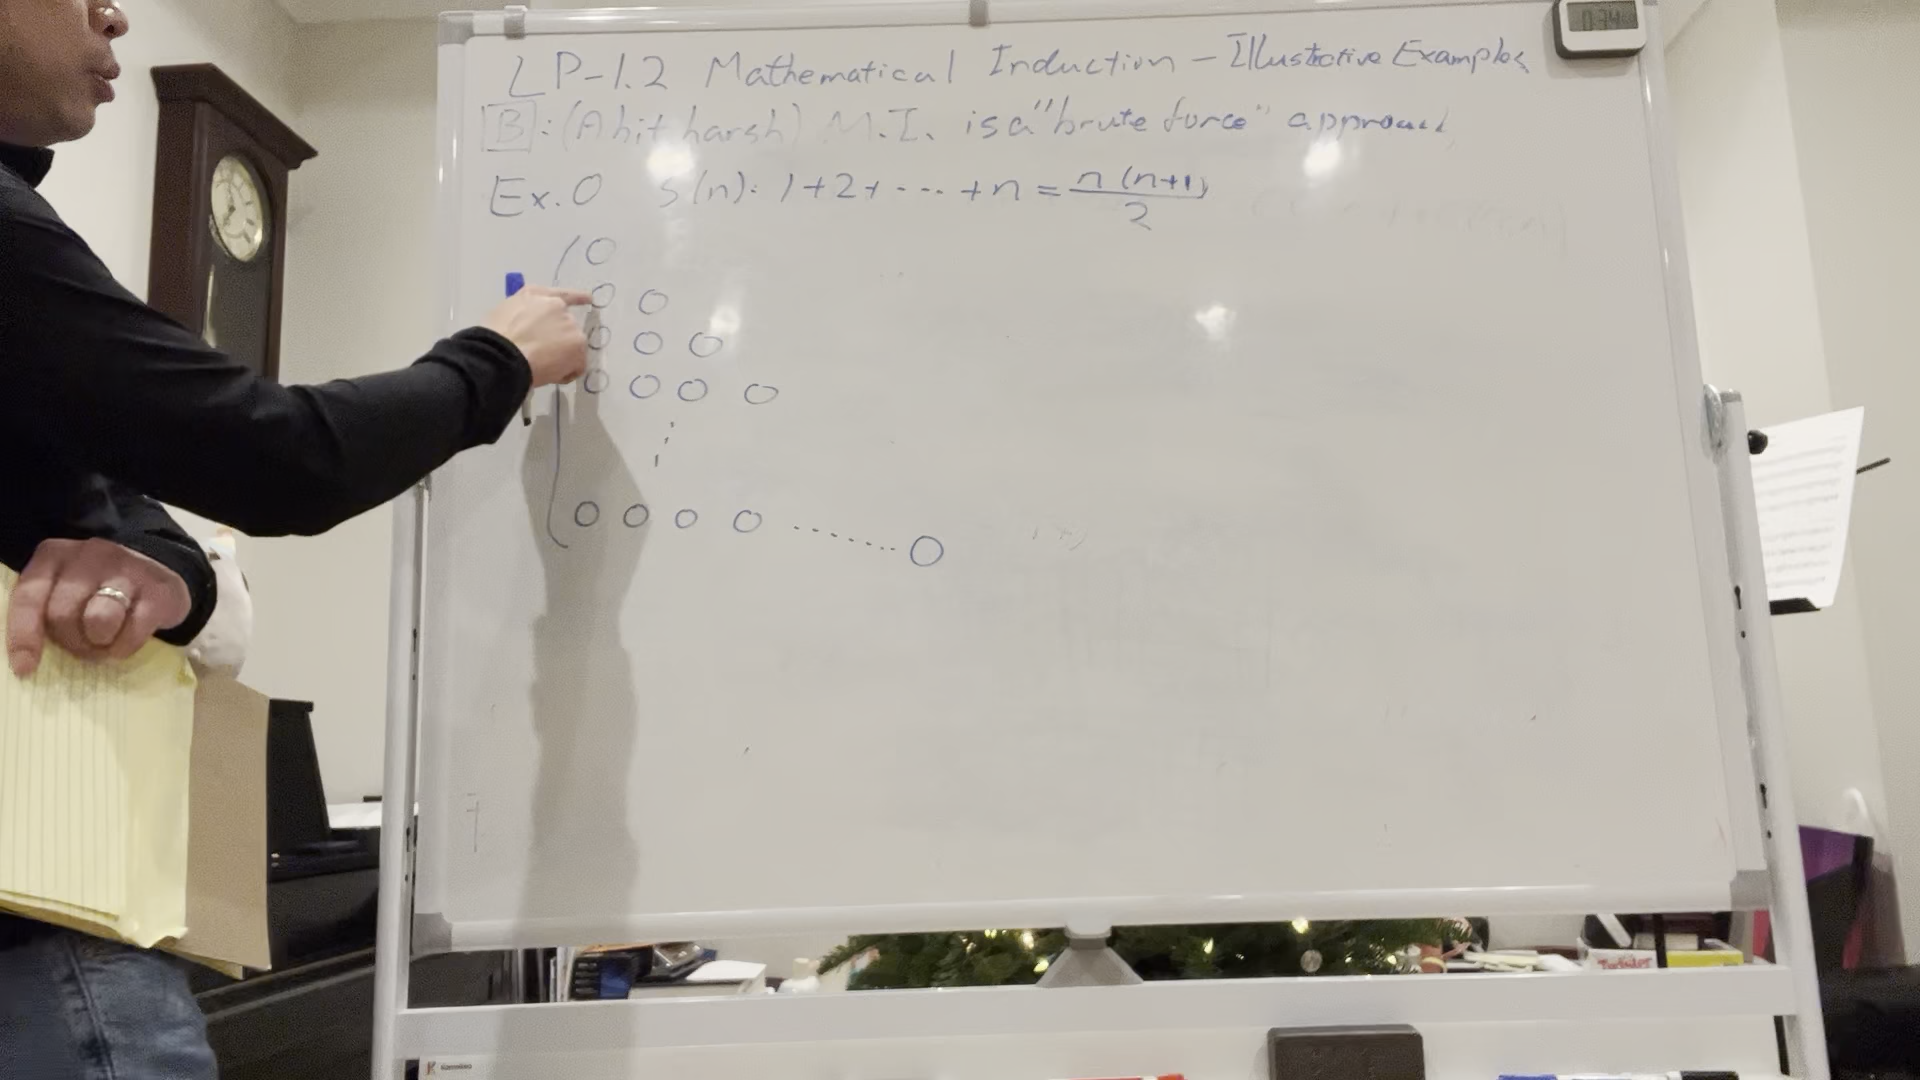 LP-1.2 Mathematical Induction - Illustrative Examples
B: (A bit harsh) M.I. is a "brute force" approach
Ex. 0 S(n): 1+2+ ... +n = n(n+1)/2
Twister